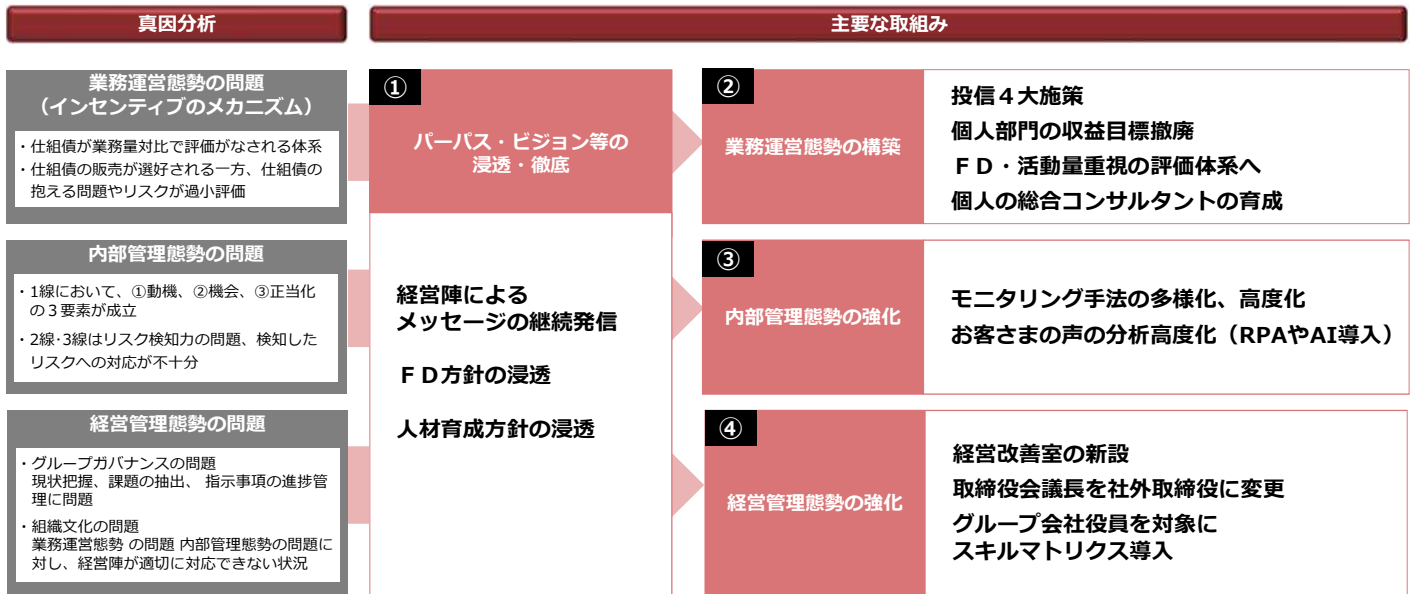 真因分析
主要な取組み
業務運営態勢の問題
（インセンティブのメカニズム）
・仕組債が業務量対比で評価がなされる体系
・仕組債の販売が選好される一方、仕組債の
抱える問題やリスクが過小評価
内部管理態勢の問題
・1線において、①動機、②機会、③正当化
の３要素が成立
・2線･3線はリスク検知力の問題、検知した
リスクへの対応が不十分
経営管理態勢の問題
・グループガバナンスの問題
現状把握、課題の抽出、 指示事項の進捗管
理に問題
・組織文化の問題
業務運営態勢 の問題 内部管理態勢の問題に
対し、経営陣が適切に対応できない状況
①
パーパス・ビジョン等の
浸透・徹底
経営陣による
メッセージの継続発信
ＦＤ方針の浸透
人材育成方針の浸透
②
業務運営態勢の構築
投信４大施策
個人部門の収益目標撤廃
ＦＤ・活動量重視の評価体系へ
個人の総合コンサルタントの育成
③
内部管理態勢の強化
モニタリング手法の多様化、高度化
お客さまの声の分析高度化（RPAやAI導入）
④
経営管理態勢の強化
経営改善室の新設
取締役会議長を社外取締役に変更
グループ会社役員を対象に
スキルマトリクス導入